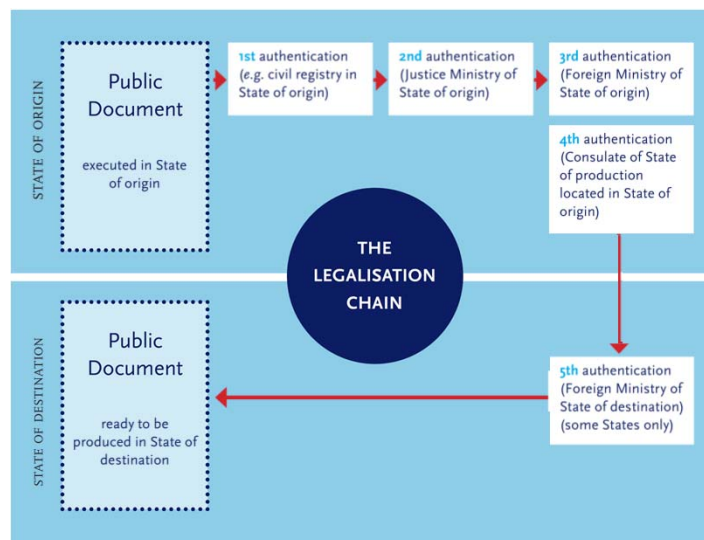 STATE OF ORIGIN
Public
Document
executed in State
of origin
1st authentication
(e.g. civil registry in
State of origin)
2nd authentication
(Justice Ministry of
State of origin)
3rd authentication
(Foreign Ministry of
State of origin)
4th authentication
(Consulate of State
of production
located in State of
origin)
THE
LEGALISATION
CHAIN
STATE OF DESTINATION
Public
Document
ready to be
produced in State of
destination
5th authentication
(Foreign Ministry of
State of destination)
(some States only)